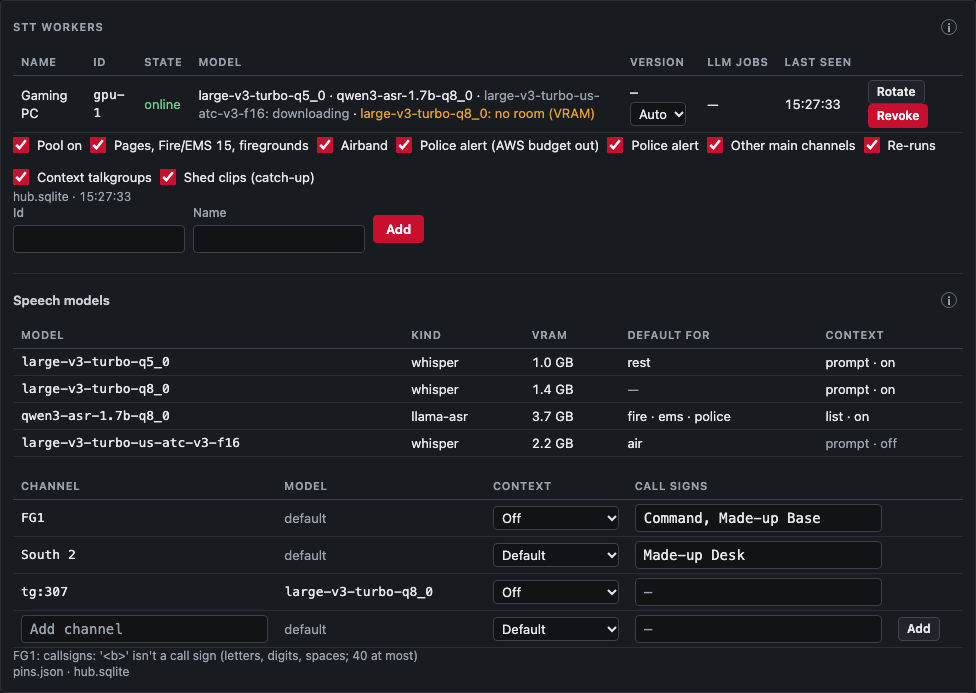 STT WORKERS
NAME ID STATE MODEL VERSION LLM JOBS LAST SEEN
Gaming PC gpu-1 online large-v3-turbo-q5_0 · qwen3-asr-1.7b-q8_0 · large-v3-turbo-us-atc-v3-f16: downloading · large-v3-turbo-q8_0: no room (VRAM) — Auto — 15:27:33 Rotate
Revoke
Pool on Pages, Fire/EMS 15, firegrounds Airband Police alert (AWS budget out) Police alert Other main channels Re-runs
Context talkgroups Shed clips (catch-up)
hub.sqlite · 15:27:33
Id Name
Add
Speech models
MODEL KIND VRAM DEFAULT FOR CONTEXT
large-v3-turbo-q5_0 whisper 1.0 GB rest prompt · on
large-v3-turbo-q8_0 whisper 1.4 GB — prompt · on
qwen3-asr-1.7b-q8_0 llama-asr 3.7 GB fire · ems · police list · on
large-v3-turbo-us-atc-v3-f16 whisper 2.2 GB air prompt · off
CHANNEL MODEL CONTEXT CALL SIGNS
FG1 default Off Command, Made-up Base
South 2 default Default Made-up Desk
tg:307 large-v3-turbo-q8_0 Off —
Add channel default Default — Add
FG1: callsigns: '<b>' isn't a call sign (letters, digits, spaces; 40 at most)
pins.json · hub.sqlite